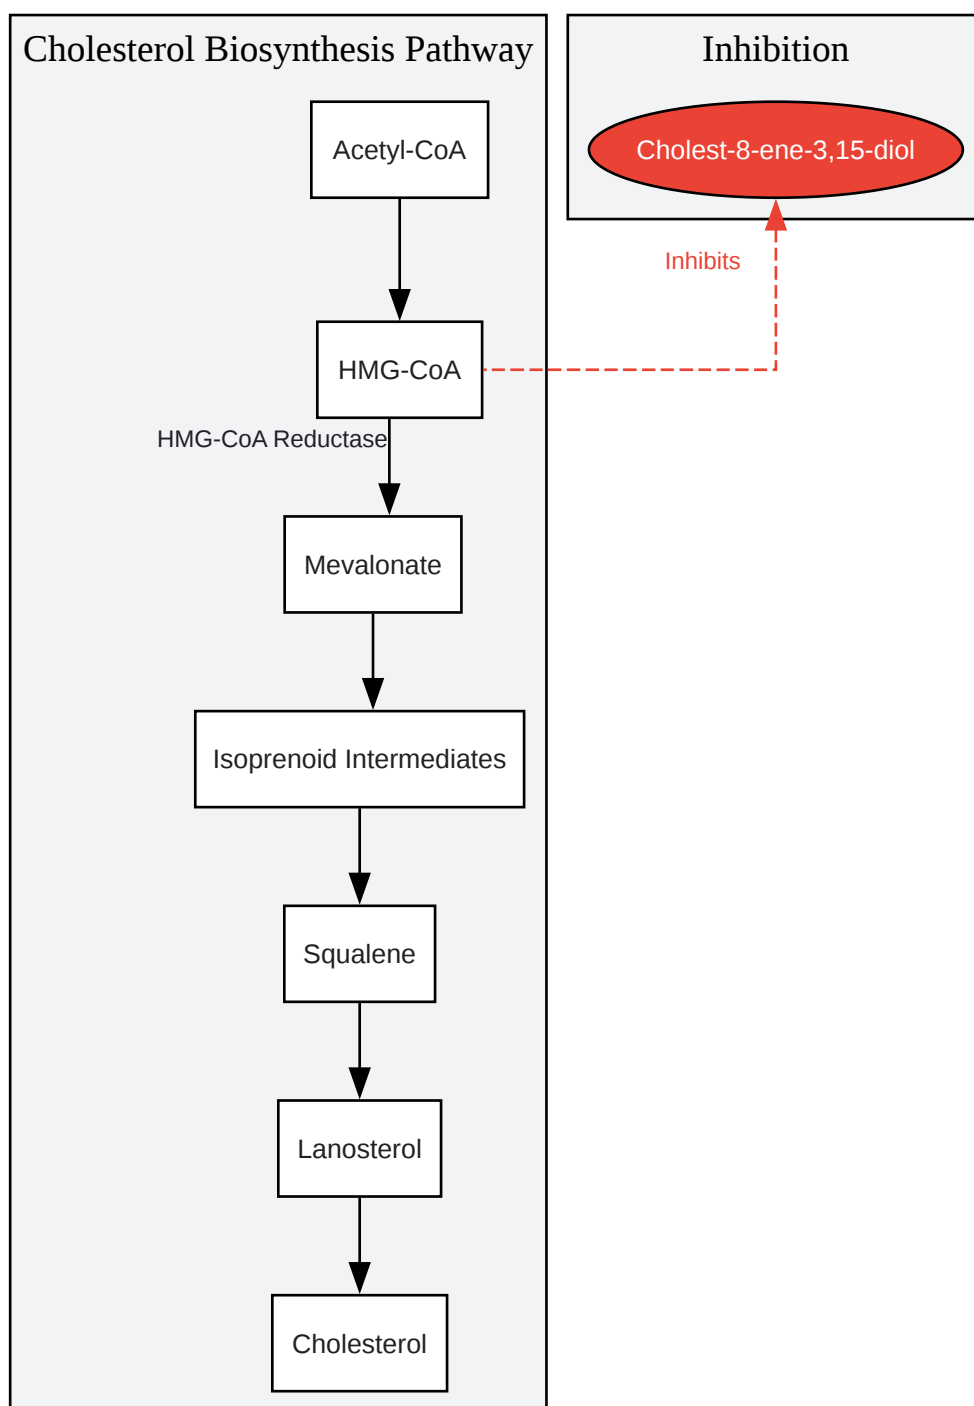 Cholesterol Biosynthesis Pathway
Acetyl-CoA
HMG-CoA
HMG-CoA Reductase
Mevalonate
Isoprenoid Intermediates
Squalene
Lanosterol
Cholesterol
Inhibition
Cholest-8-ene-3,15-diol
Inhibits